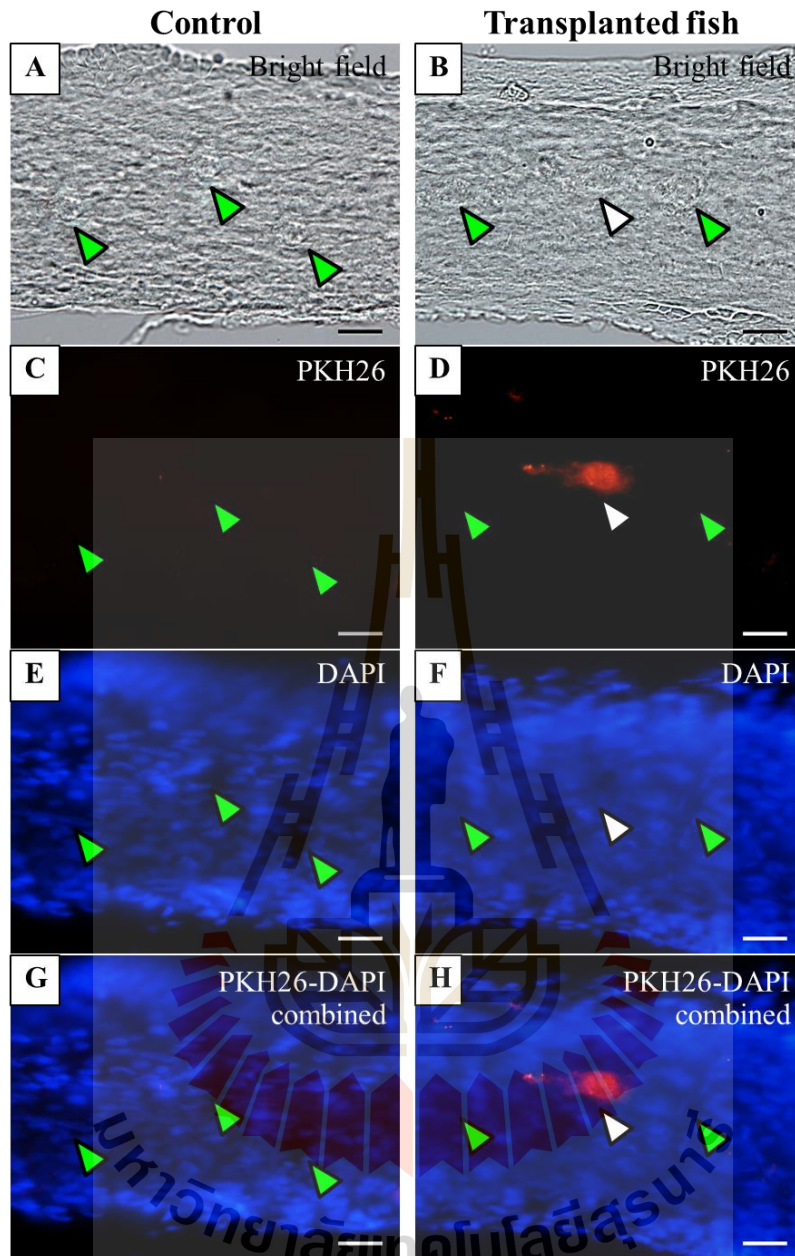 Control
Transplanted fish
A
Bright field
B
Bright field
C
PKH26
D
PKH26
E
DAPI
F
DAPI
G
PKH26-DAPI
combined
H
PKH26-DAPI
combined
มหาวิทยาลัยเทคโนโลยีสุรนารี